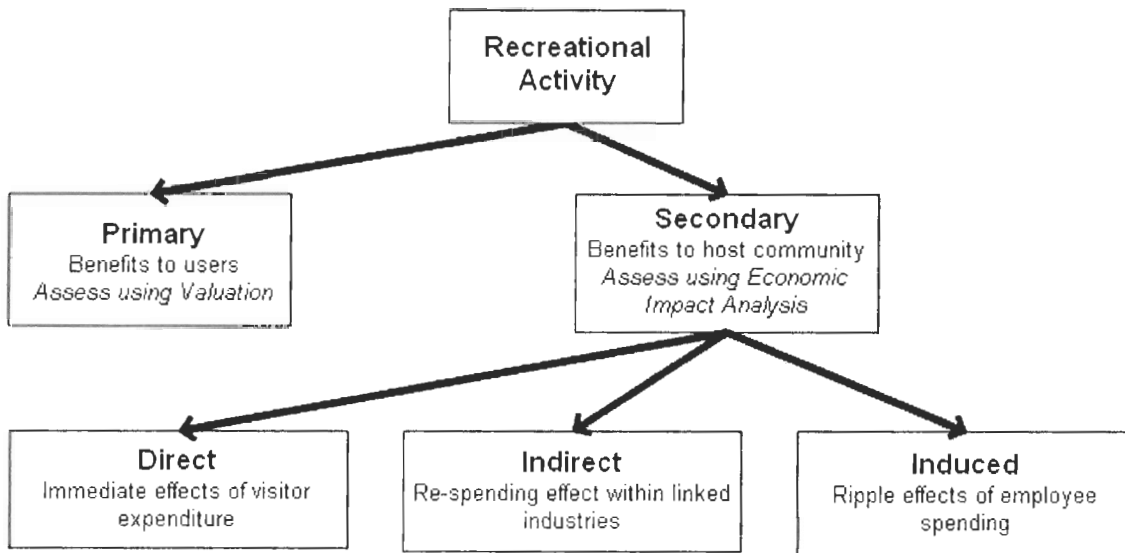 Recreational
Activity
Primary
Benefits to users
Assess using Valuation
Secondary
Benefits to host community
Assess using Economic
Impact Analysis
Direct
Immediate effects of visitor
expenditure
Indirect
Re-spending effect within linked
industries
Induced
Ripple effects of employee
spending